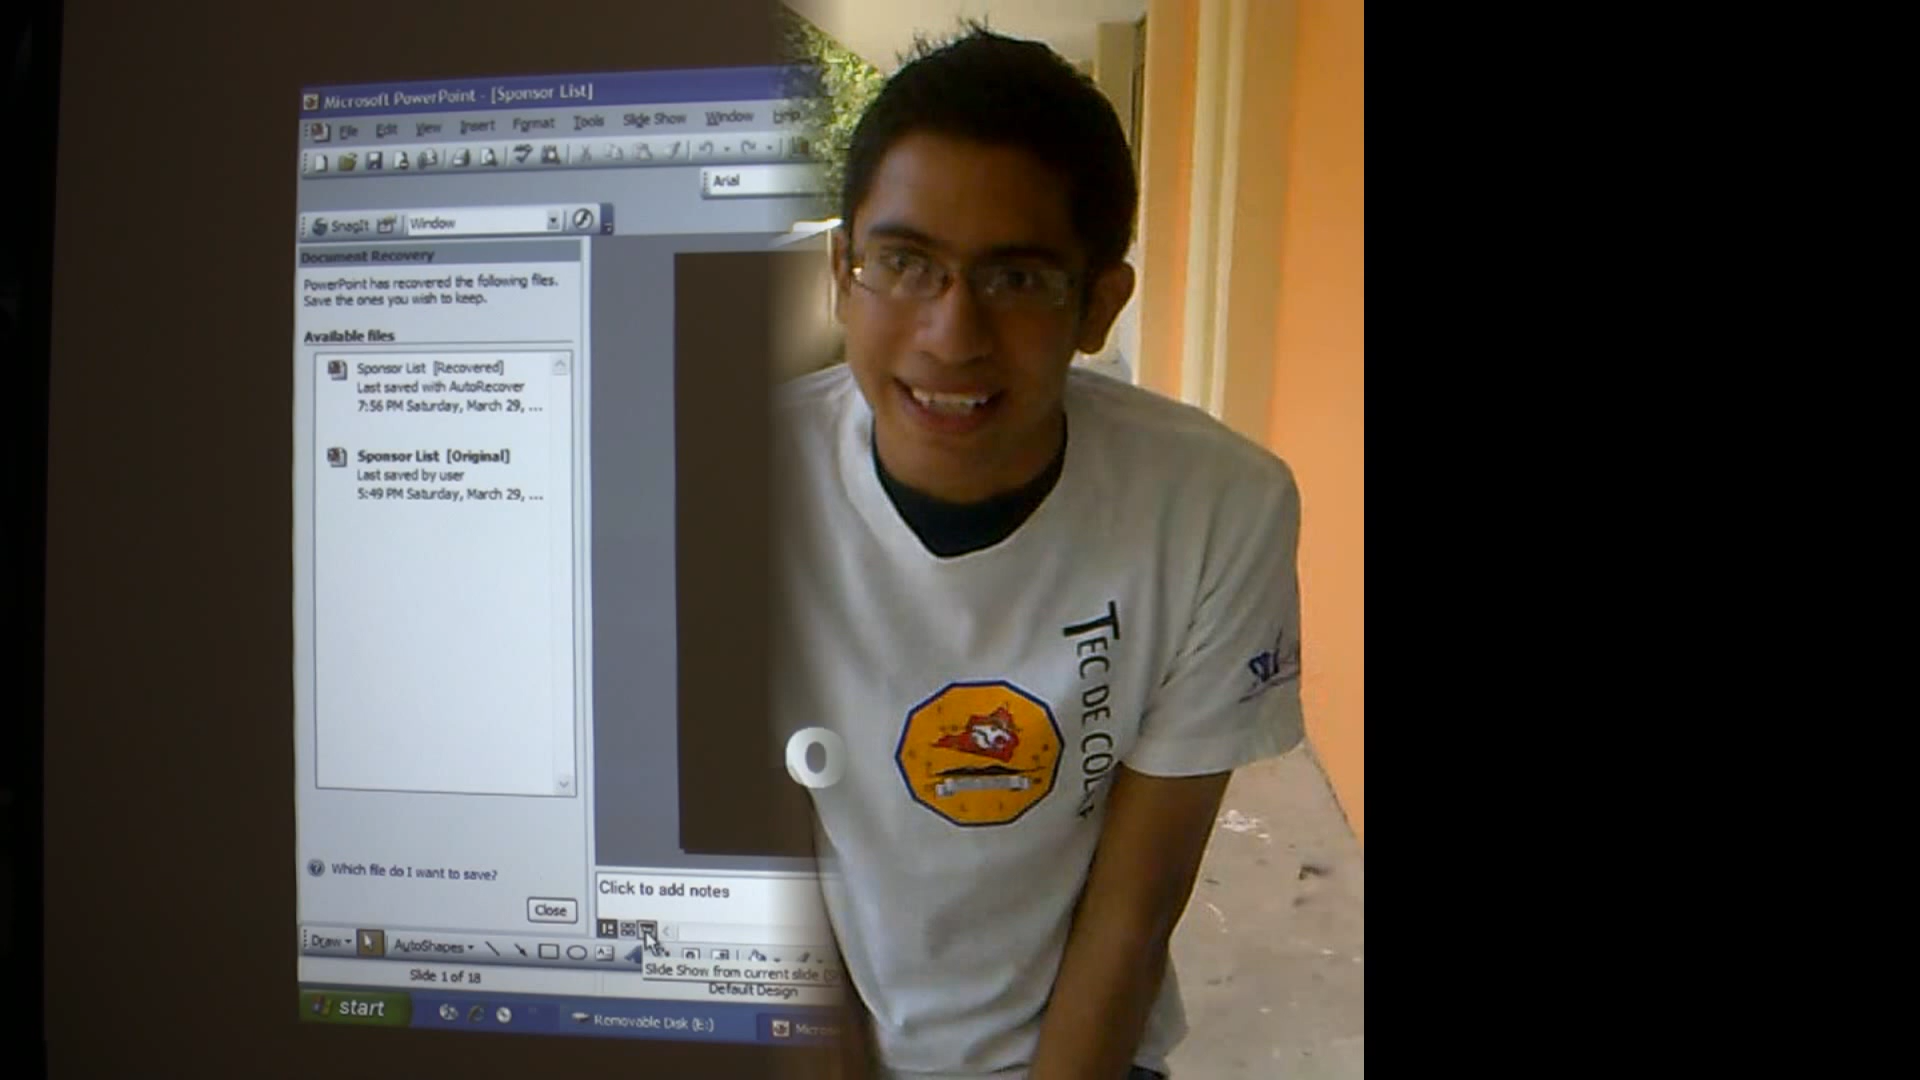 Microsoft PowerPoint - [Sponsor List]
File Edit View Insert Format Tools Slide Show Window Help
Arial
SnagIt Window
Document Recovery
PowerPoint has recovered the following files.
Save the ones you wish to keep.
Available files
Sponsor List [Recovered]
Last saved with AutoRecover
7:56 PM Saturday, March 29, ...
Sponsor List [Original]
Last saved by user
5:49 PM Saturday, March 29, ...
Which file do I want to save?
Close
Click to add notes
Draw AutoShapes
Slide Show from current slide
Slide 1 of 18
Default Design
start
Removable Disk (E:)
O
TEC DE